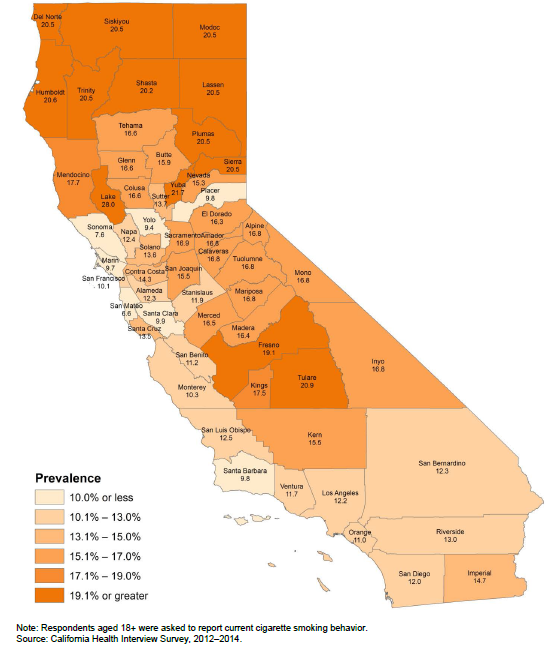 Del Norte
20.5
Siskiyou
20.5
Modoc
20.5
Humboldt
20.6
Trinity
20.5
Shasta
20.2
Lassen
20.5
Tehama
16.6
Plumas
20.5
Mendocino
17.7
Glenn
16.6
Butte
15.9
Sierra
20.5
Lake
28.0
Colusa
16.6
Sutter
13.7
Yuba
21.7
Nevada
15.3
Placer
9.8
Sonoma
7.6
Napa
12.4
Yolo
9.4
El Dorado
16.3
Alpine
16.8
Sacramento
16.9
Amador
16.8
Solano
13.6
Calaveras
16.8
Tuolumne
16.8
Mono
16.8
Marin
9.7
San Francisco
10.1
Contra Costa
14.3
San Joaquin
15.5
Alameda
12.3
Stanislaus
11.9
Mariposa
16.8
San Mateo
6.6
Santa Clara
9.9
Merced
16.5
Madera
16.4
Santa Cruz
13.5
San Benito
11.2
Fresno
19.1
Inyo
16.8
Monterey
10.3
Kings
17.5
Tulare
20.9
San Luis Obispo
12.5
Kern
15.5
San Bernardino
12.3
Santa Barbara
9.8
Ventura
11.7
Los Angeles
12.2
Orange
11.0
Riverside
13.0
San Diego
12.0
Imperial
14.7
Prevalence
10.0% or less
10.1% – 13.0%
13.1% – 15.0%
15.1% – 17.0%
17.1% – 19.0%
19.1% or greater
Note: Respondents aged 18+ were asked to report current cigarette smoking behavior.
Source: California Health Interview Survey, 2012–2014.